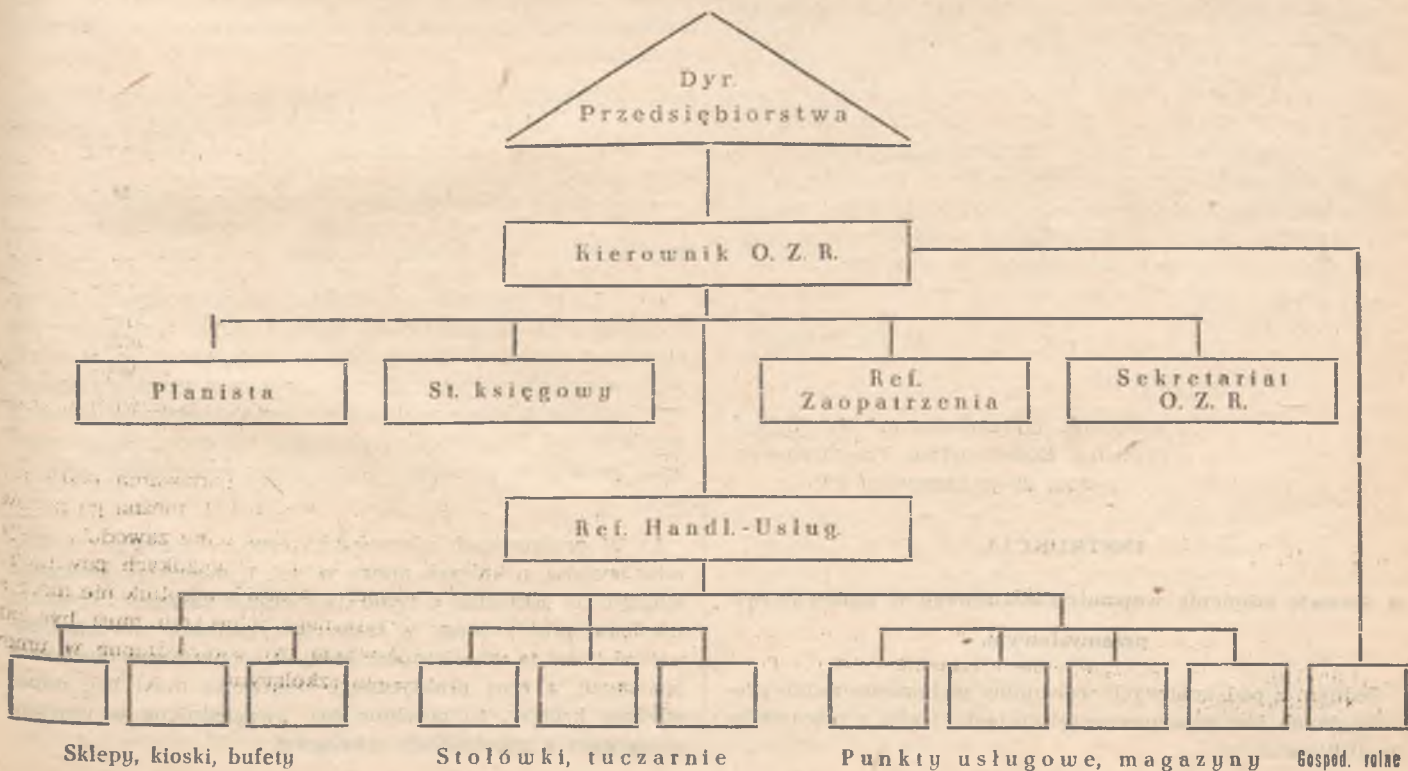 Dyr.
Przedsiębiorstwa
Kierownik O. Z. R.
Planista
St. księgowy
Ref.
Zaopatrzenia
Sekretariat
O. Z. R.
Ref. Handl.-Usług.
Sklepy, kioski, bufety
Stołówki, tuczarnie
Punkty usługowe, magazyny
Gospod. rolne